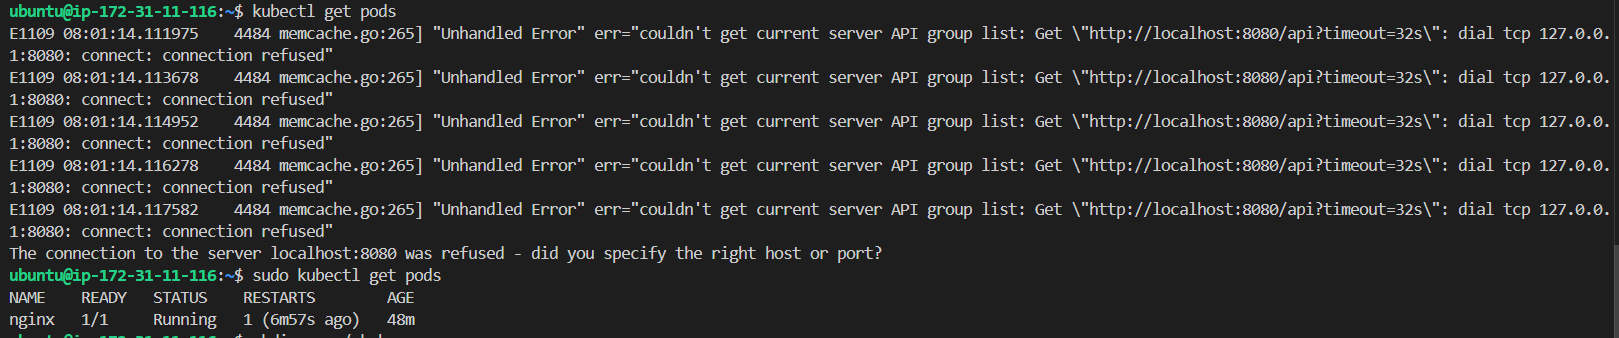 ubuntu@ip-172-31-11-116:~$ kubectl get pods
E1109 08:01:14.111975    4484 memcache.go:265] "Unhandled Error" err="couldn't get current server API group list: Get \"http://localhost:8080/api?timeout=32s\": dial tcp 127.0.0.
1:8080: connect: connection refused"
E1109 08:01:14.113678    4484 memcache.go:265] "Unhandled Error" err="couldn't get current server API group list: Get \"http://localhost:8080/api?timeout=32s\": dial tcp 127.0.0.
1:8080: connect: connection refused"
E1109 08:01:14.114952    4484 memcache.go:265] "Unhandled Error" err="couldn't get current server API group list: Get \"http://localhost:8080/api?timeout=32s\": dial tcp 127.0.0.
1:8080: connect: connection refused"
E1109 08:01:14.116278    4484 memcache.go:265] "Unhandled Error" err="couldn't get current server API group list: Get \"http://localhost:8080/api?timeout=32s\": dial tcp 127.0.0.
1:8080: connect: connection refused"
E1109 08:01:14.117582    4484 memcache.go:265] "Unhandled Error" err="couldn't get current server API group list: Get \"http://localhost:8080/api?timeout=32s\": dial tcp 127.0.0.
1:8080: connect: connection refused"
The connection to the server localhost:8080 was refused - did you specify the right host or port?
ubuntu@ip-172-31-11-116:~$ sudo kubectl get pods
NAME    READY   STATUS    RESTARTS        AGE
nginx   1/1     Running   1 (6m57s ago)   48m